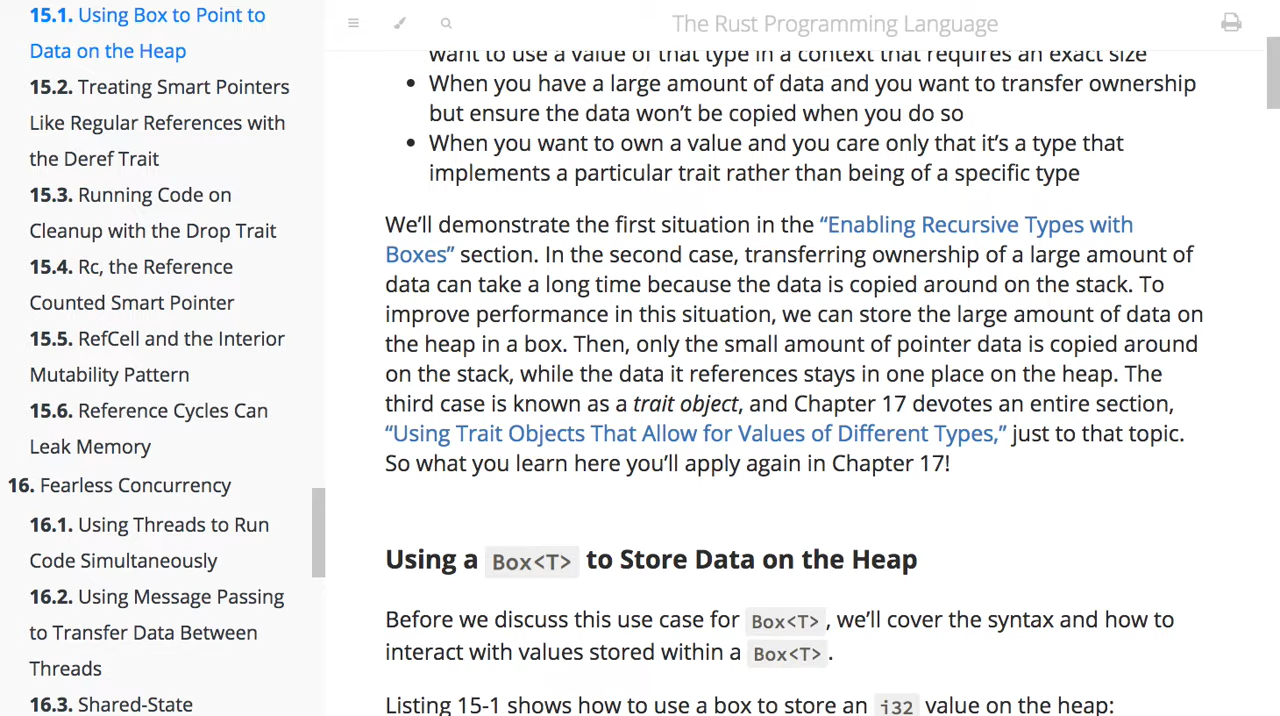 15.1. Using Box to Point to
Data on the Heap
15.2. Treating Smart Pointers
Like Regular References with
the Deref Trait
15.3. Running Code on
Cleanup with the Drop Trait
15.4. Rc, the Reference
Counted Smart Pointer
15.5. RefCell and the Interior
Mutability Pattern
15.6. Reference Cycles Can
Leak Memory
16. Fearless Concurrency
16.1. Using Threads to Run
Code Simultaneously
16.2. Using Message Passing
to Transfer Data Between
Threads
16.3. Shared-State
The Rust Programming Language
want to use a value of that type in a context that requires an exact size
• When you have a large amount of data and you want to transfer ownership
but ensure the data won’t be copied when you do so
• When you want to own a value and you care only that it’s a type that
implements a particular trait rather than being of a specific type
We’ll demonstrate the first situation in the “Enabling Recursive Types with
Boxes” section. In the second case, transferring ownership of a large amount of
data can take a long time because the data is copied around on the stack. To
improve performance in this situation, we can store the large amount of data on
the heap in a box. Then, only the small amount of pointer data is copied around
on the stack, while the data it references stays in one place on the heap. The
third case is known as a trait object, and Chapter 17 devotes an entire section,
“Using Trait Objects That Allow for Values of Different Types,” just to that topic.
So what you learn here you’ll apply again in Chapter 17!
Using a Box<T> to Store Data on the Heap
Before we discuss this use case for Box<T>, we’ll cover the syntax and how to
interact with values stored within a Box<T>.
Listing 15-1 shows how to use a box to store an i32 value on the heap: